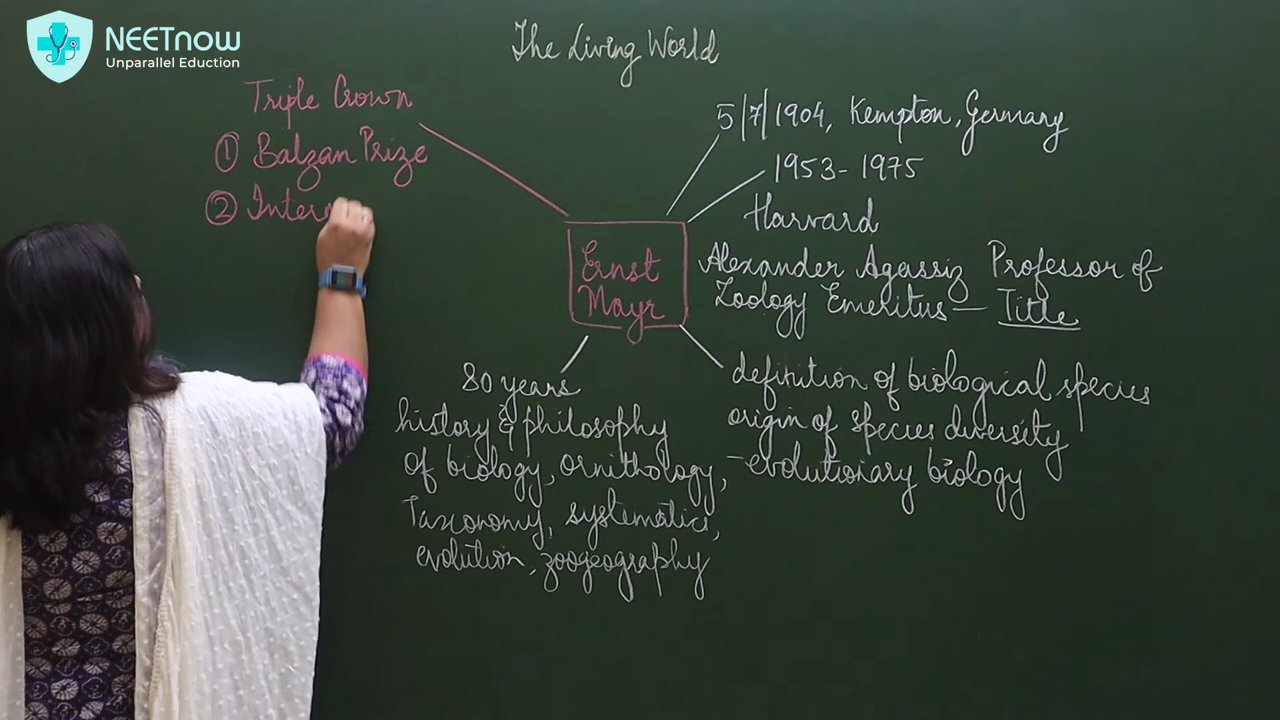 NEETnow
Unparallel Eduction
The Living World
Triple Crown
① Balzan Prize
② Inter
5/7/1904, Kempton, Germany
1953-1975
Harvard
Alexander Agassiz Professor of
Zoology Emeritus — Title
Ernst
Mayr
80 years
history & philosophy
of biology, ornithology,
Taxonomy, systematics,
evolution, zoogeography
definition of biological species
origin of species diversity
- evolutionary biology